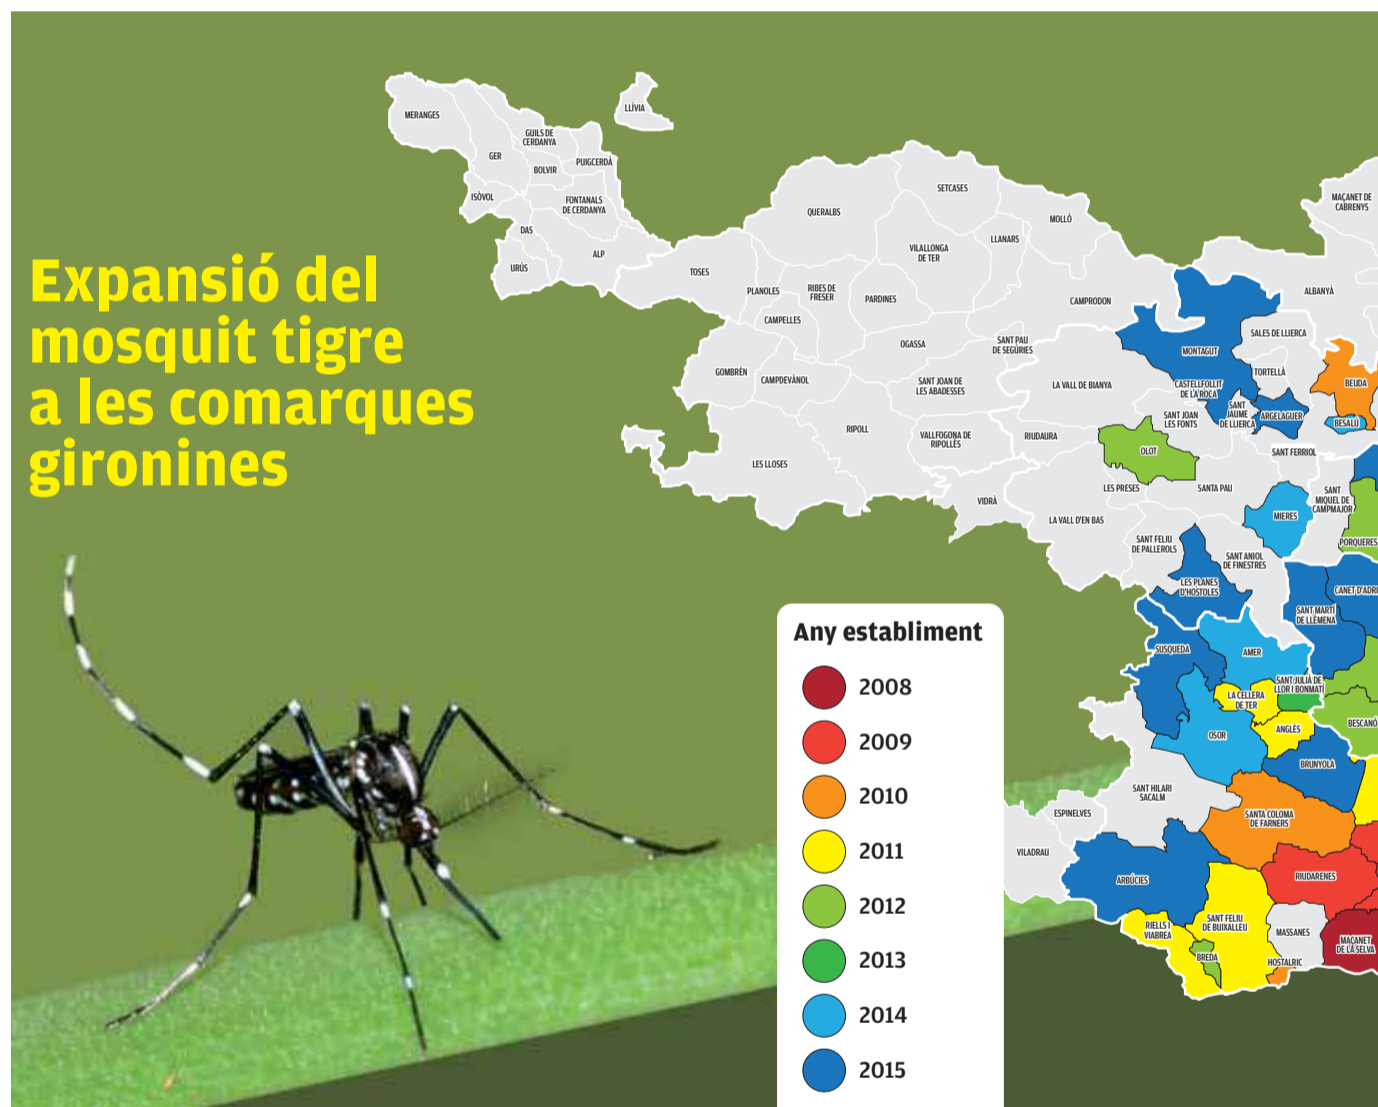 Expansió del
mosquit tigre
a les comarques
gironines
MERANGES
LLÍVIA
GUILS DE
CERDANYA
GER
BOLVIR
PUIGCERDÀ
ISÒVOL
FONTANALS
DE CERDANYA
DAS
ALP
URÚS
TOSES
QUERALBS
SETCASES
MOLLÓ
LLANARS
VILALLONGA
DE TER
MAÇANET DE
CABRENYS
PLANOLES
RIBES DE
FRESER
PARDINES
CAMPRODON
ALBANYÀ
CAMPELLES
OGASSA
SANT PAU
DE SEGÚRIES
MONTAGUT
SALES DE LLIERCA
GOMBRÈN
CAMPDEVÀNOL
SANT JOAN DE
LES ABADESSES
LA VALL DE BIANYA
CASTELLFOLLIT
DE LA ROCA
TORTELLÀ
BEUDA
SANT JOAN
LES FONTS
SANT
JAUME
DE LLIERCA
ARGELAGUER
BESALÚ
RIPOLL
VALLFOGONA DE
RIPOLLÈS
RIUDAURA
OLOT
SANT FERRIOL
LES LLOSES
VIDRÀ
LES PRESES
SANTA PAU
SANT
MIQUEL DE
CAMPMAJOR
LA VALL D'EN BAS
MIERES
PORQUERES
SANT FELIU
DE PALLEROLS
SANT ANIOL
DE FINESTRES
LES PLANES
D'HOSTOLES
CANET D'ADRI
SANT MARTÍ
DE LLÉMENA
SUSQUEDA
AMER
SANT JULIÀ DE
LLOR I BONMATÍ
LA CELLERA
DE TER
BESCANÓ
OSOR
ANGLÈS
BRUNYOLA
SANT HILARI
SACALM
ESPINELVES
SANTA COLOMA
DE FARNERS
VILADRAU
ARBÚCIES
RIUDARENES
RIELLS I
VIABREA
SANT FELIU
DE BUIXALLEU
MASSANES
MAÇANET
DE LA SELVA
BREDA
HOSTALRIC
Any establiment
2008
2009
2010
2011
2012
2013
2014
2015